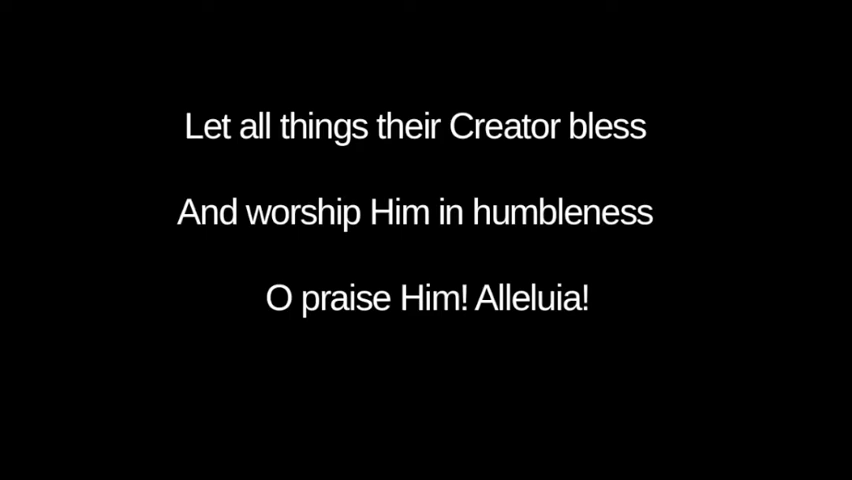 Let all things their Creator bless
And worship Him in humbleness
O praise Him! Alleluia!